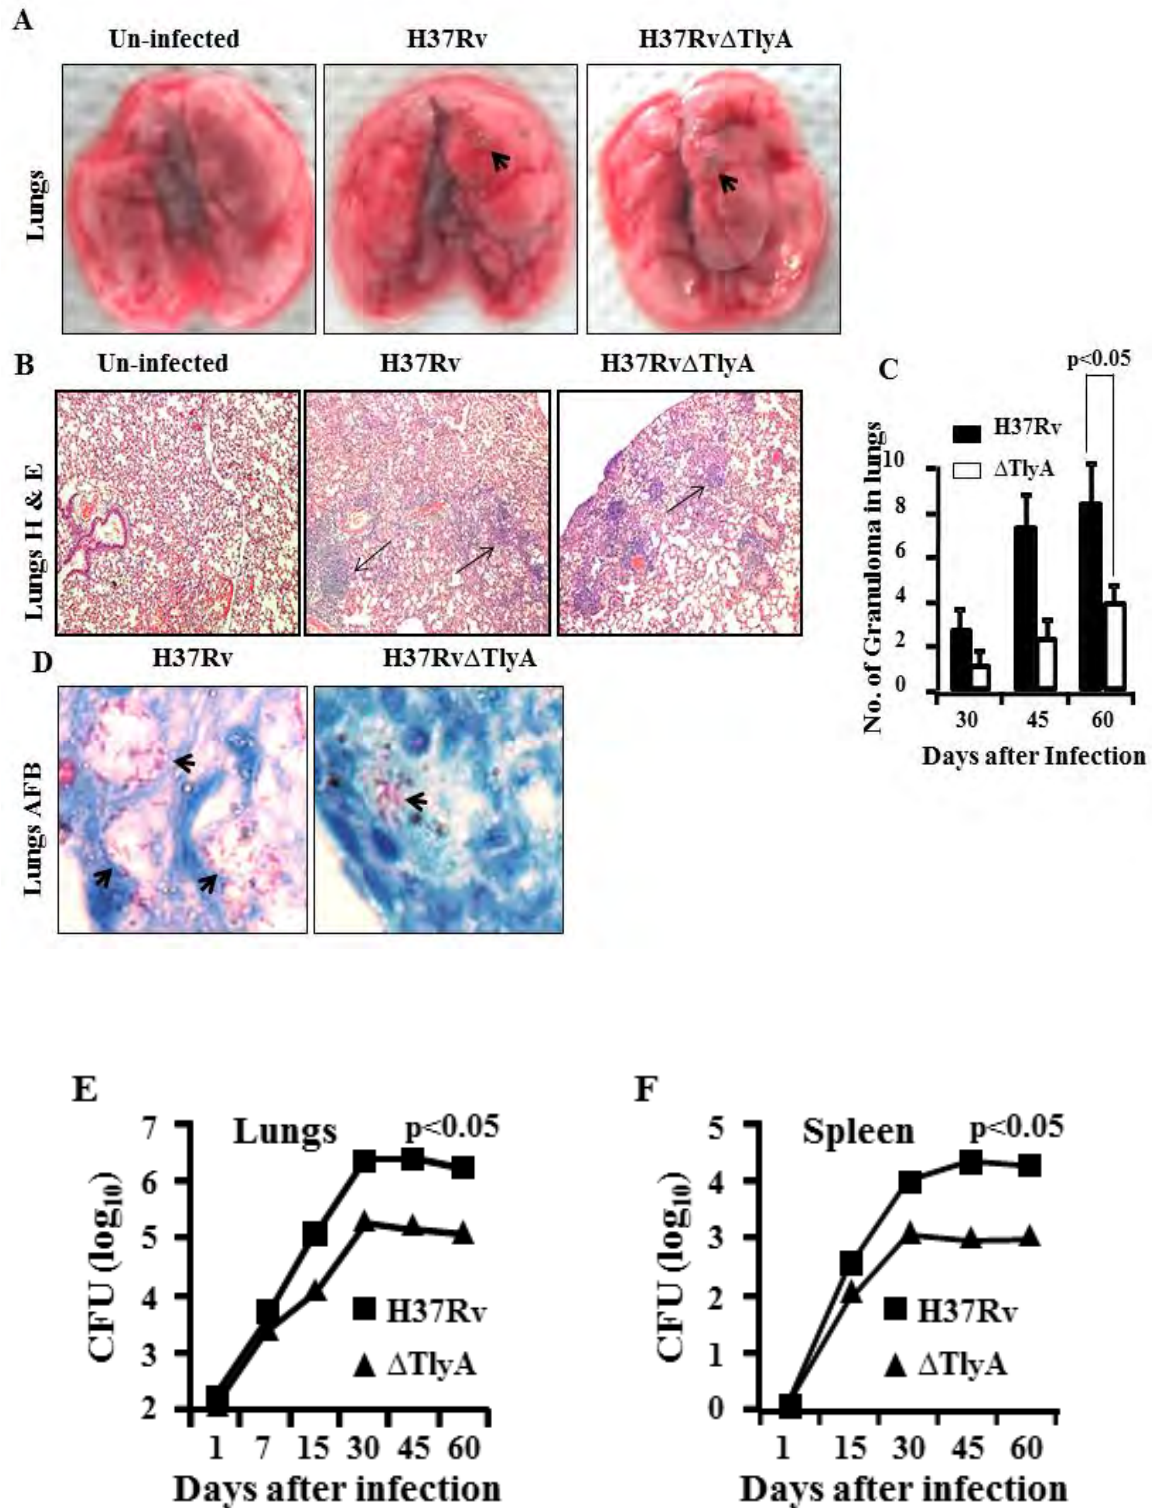 A
Un-infected
H37Rv
H37RvΔTlyA
Lungs
B
Un-infected
H37Rv
H37RvΔTlyA
Lungs H & E
C
p<0.05
H37Rv
ΔTlyA
No. of Granuloma in lungs
10
8
6
4
2
0
30 45 60
Days after Infection
D
H37Rv
H37RvΔTlyA
Lungs AFB
E
Lungs
p<0.05
CFU (log10)
7
6
5
4
3
2
H37Rv
ΔTlyA
1 7 15 30 45 60
Days after infection
F
Spleen
p<0.05
CFU (log10)
5
4
3
2
1
0
H37Rv
ΔTlyA
1 15 30 45 60
Days after infection